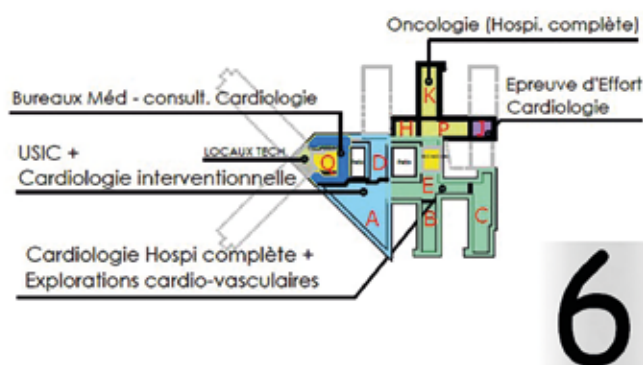 Oncologie (Hospi. complète)
K
Epreuve d'Effort
Cardiologie
Bureaux Méd - consult. Cardiologie
H P
LOCAUX TECH
O
D
USIC +
Cardiologie interventionnelle
E
A
B
C
Cardiologie Hospi complète +
Explorations cardio-vasculaires
6